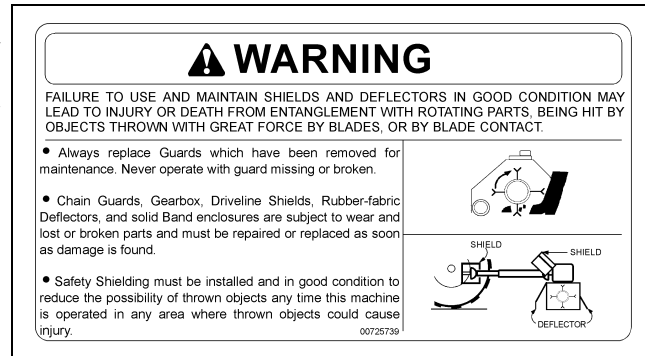 WARNING
FAILURE TO USE AND MAINTAIN SHIELDS AND DEFLECTORS IN GOOD CONDITION MAY
LEAD TO INJURY OR DEATH FROM ENTANGLEMENT WITH ROTATING PARTS, BEING HIT BY
OBJECTS THROWN WITH GREAT FORCE BY BLADES, OR BY BLADE CONTACT.
● Always replace Guards which have been removed for
maintenance. Never operate with guard missing or broken.
● Chain Guards, Gearbox, Driveline Shields, Rubber-fabric
Deflectors, and solid Band enclosures are subject to wear and
lost or broken parts and must be repaired or replaced as soon
as damage is found.
● Safety Shielding must be installed and in good condition to
reduce the possibility of thrown objects any time this machine
is operated in any area where thrown objects could cause
injury.
00725739
SHIELD
SHIELD
DEFLECTOR